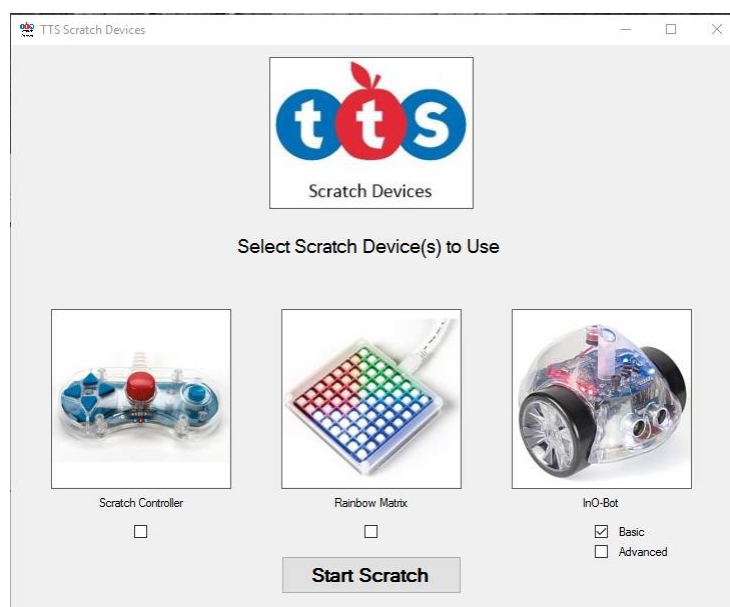 TTS Scratch Devices
tts
Scratch Devices
Select Scratch Device(s) to Use
Scratch Controller
Rainbow Matrix
InO-Bot
Basic
Advanced
Start Scratch